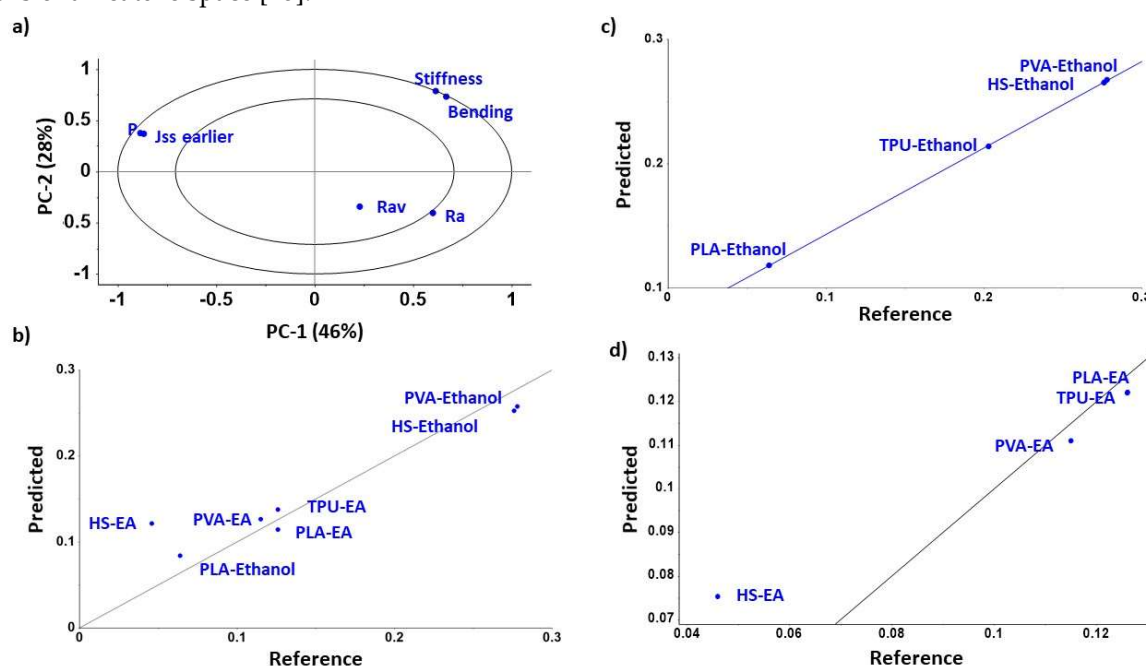 a)
1
0.5
0
0.5
-1
PC-2 (28%)
Stiffness
Bending
P
Jss earlier
Rav
Ra
-1
-0.5
0
0.5
1
PC-1 (46%)
b)
0.3
0.2
0.1
0
Predicted
PVA-Ethanol
HS-Ethanol
HS-EA
PVA-EA
TPU-EA
PLA-EA
PLA-Ethanol
0
0.1
0.2
0.3
Reference
c)
0.3
0.2
0.1
Predicted
PVA-Ethanol
HS-Ethanol
TPU-Ethanol
PLA-Ethanol
0
0.1
0.2
0.3
Reference
d)
0.13
0.12
0.11
0.1
0.09
0.08
0.07
Predicted
PLA-EA
TPU-EA
PVA-EA
HS-EA
0.04
0.06
0.08
0.1
0.12
Reference